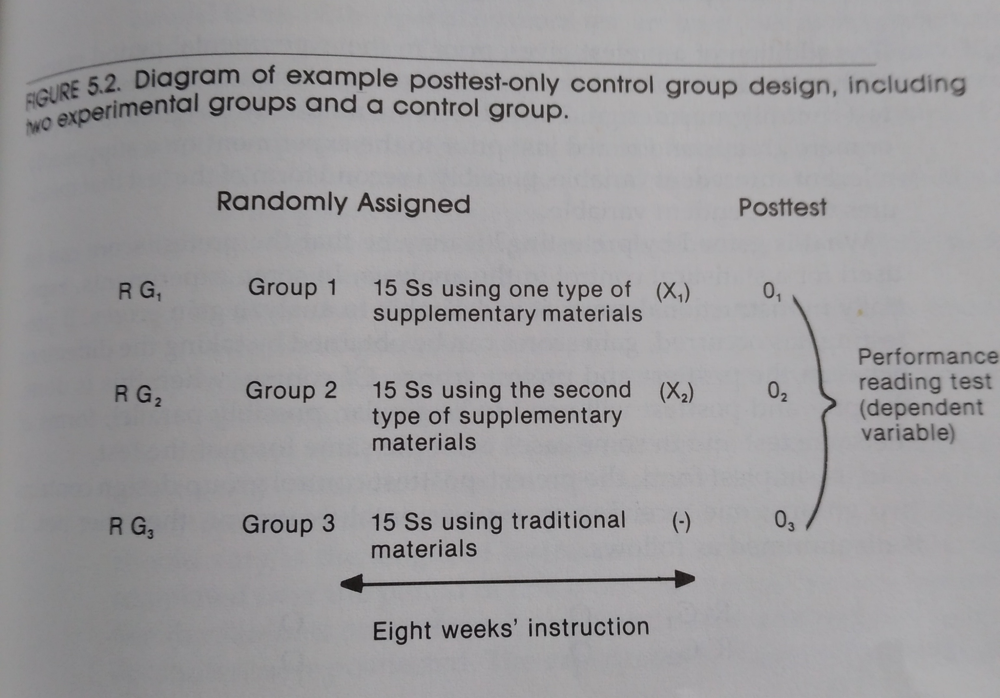 FIGURE 5.2. Diagram of example posttest-only control group design, including
two experimental groups and a control group.
Randomly Assigned Posttest
R G₁ Group 1 15 Ss using one type of (X₁) O₁
supplementary materials
Performance
reading test
R G₂ Group 2 15 Ss using the second (X₂) O₂
(dependent
type of supplementary
variable)
materials
R G₃ Group 3 15 Ss using traditional (-) O₃
materials
Eight weeks' instruction